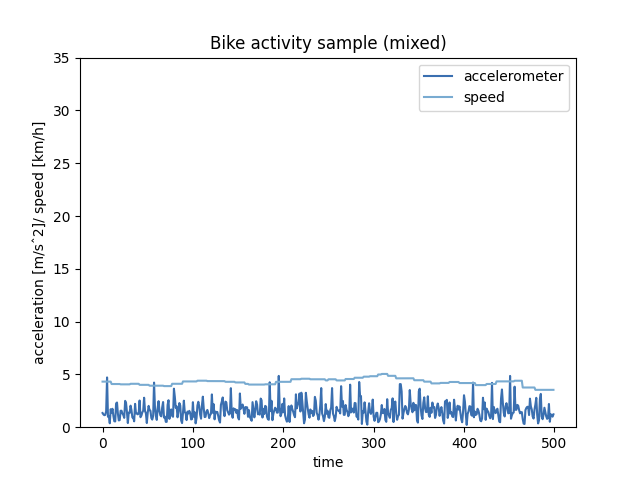 Bike activity sample (mixed)
35
30
25
20
15
10
5
0
acceleration [m/sˆ2]/ speed [km/h]
accelerometer
speed
0 100 200 300 400 500
time